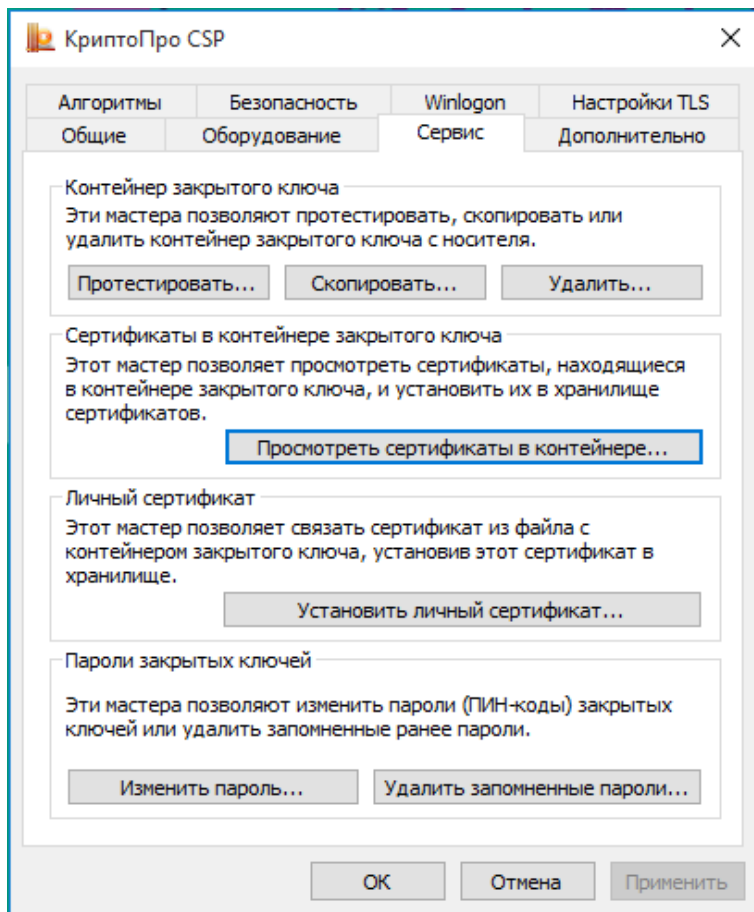 КриптоПро CSP
Алгоритмы Безопасность Winlogon Настройки TLS
Общие Оборудование Сервис Дополнительно
Контейнер закрытого ключа
Эти мастера позволяют протестировать, скопировать или
удалить контейнер закрытого ключа с носителя.
Протестировать... Скопировать... Удалить...
Сертификаты в контейнере закрытого ключа
Этот мастер позволяет просмотреть сертификаты, находящиеся
в контейнере закрытого ключа, и установить их в хранилище
сертификатов.
Просмотреть сертификаты в контейнере...
Личный сертификат
Этот мастер позволяет связать сертификат из файла с
контейнером закрытого ключа, установив этот сертификат в
хранилище.
Установить личный сертификат...
Пароли закрытых ключей
Эти мастера позволяют изменить пароли (ПИН-коды) закрытых
ключей или удалить запомненные ранее пароли.
Изменить пароль... Удалить запомненные пароли...
ОК Отмена Применить